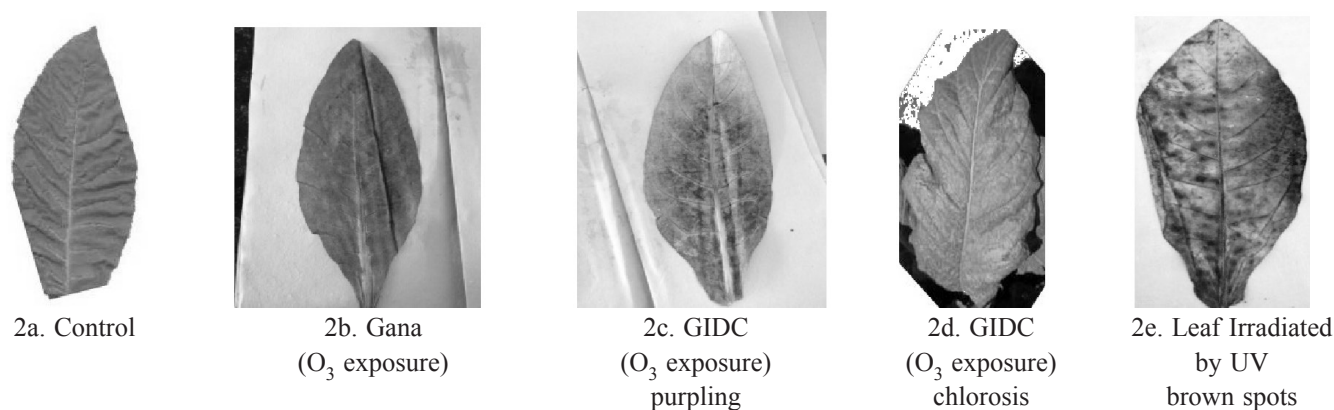 2a. Control
2b. Gana
(O3 exposure)
2c. GIDC
(O3 exposure)
purpling
2d. GIDC
(O3 exposure)
chlorosis
2e. Leaf Irradiated
by UV
brown spots